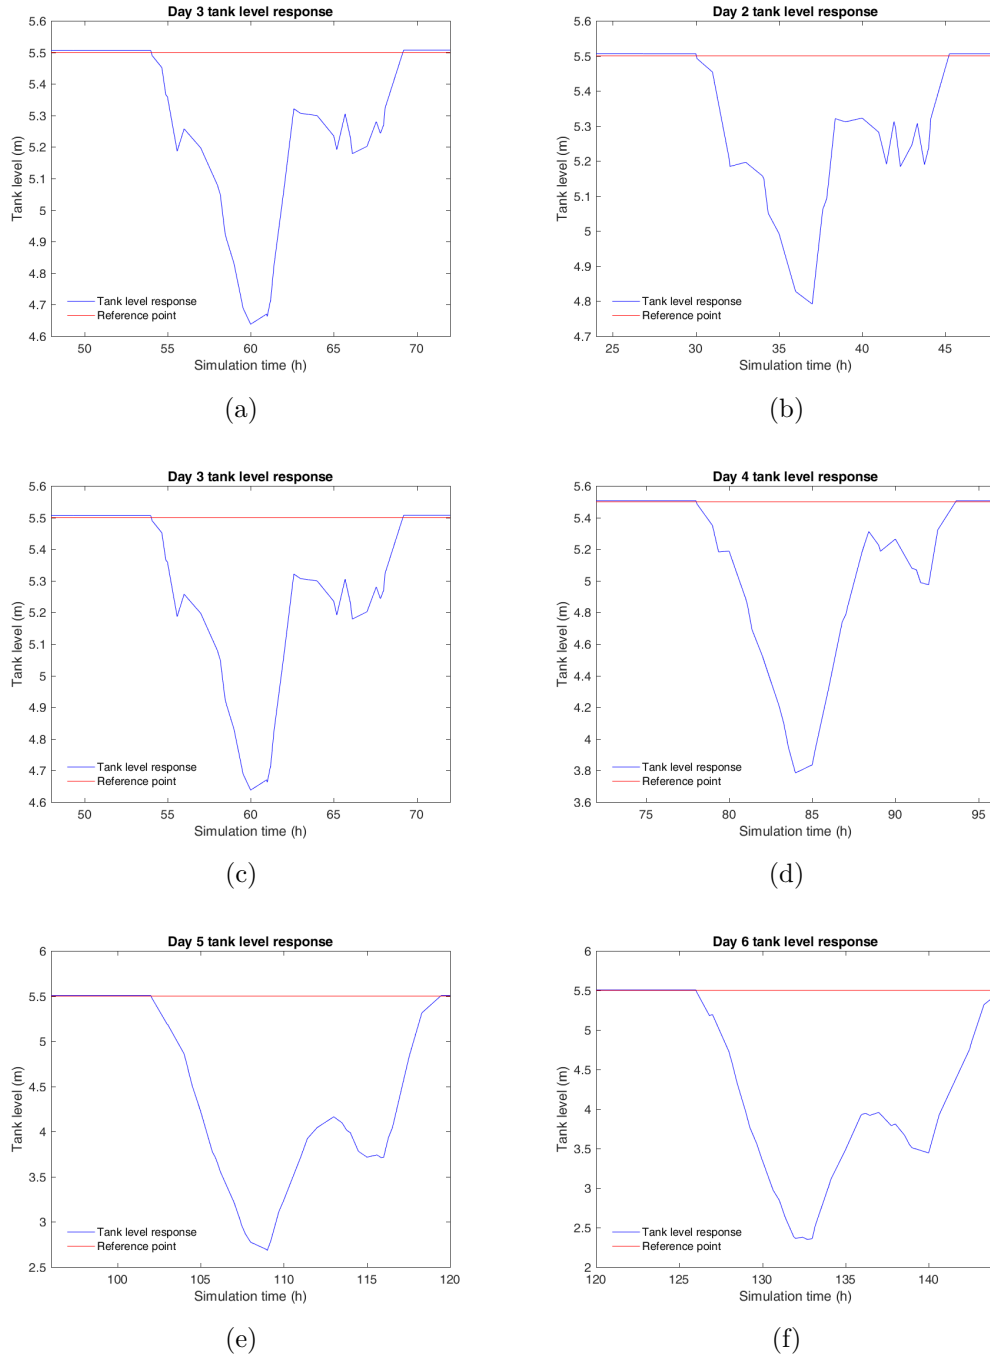 Day 3 tank level response
5.6
5.5
5.4
5.3
5.2
5.1
5
4.9
4.8
4.7
4.6
Tank level (m)
Tank level response
Reference point
50 55 60 65 70
Simulation time (h)
(a)
Day 2 tank level response
5.6
5.5
5.4
5.3
5.2
5.1
5
4.9
4.8
4.7
Tank level (m)
Tank level response
Reference point
25 30 35 40 45
Simulation time (h)
(b)
Day 3 tank level response
5.6
5.5
5.4
5.3
5.2
5.1
5
4.9
4.8
4.7
4.6
Tank level (m)
Tank level response
Reference point
50 55 60 65 70
Simulation time (h)
(c)
Day 4 tank level response
5.6
5.4
5.2
5
4.8
4.6
4.4
4.2
4
3.8
3.6
Tank level (m)
Tank level response
Reference point
75 80 85 90 95
Simulation time (h)
(d)
Day 5 tank level response
6
5.5
5
4.5
4
3.5
3
2.5
Tank level (m)
Tank level response
Reference point
100 105 110 115 120
Simulation time (h)
(e)
Day 6 tank level response
6
5.5
5
4.5
4
3.5
3
2.5
2
Tank level (m)
Tank level response
Reference point
120 125 130 135 140
Simulation time (h)
(f)